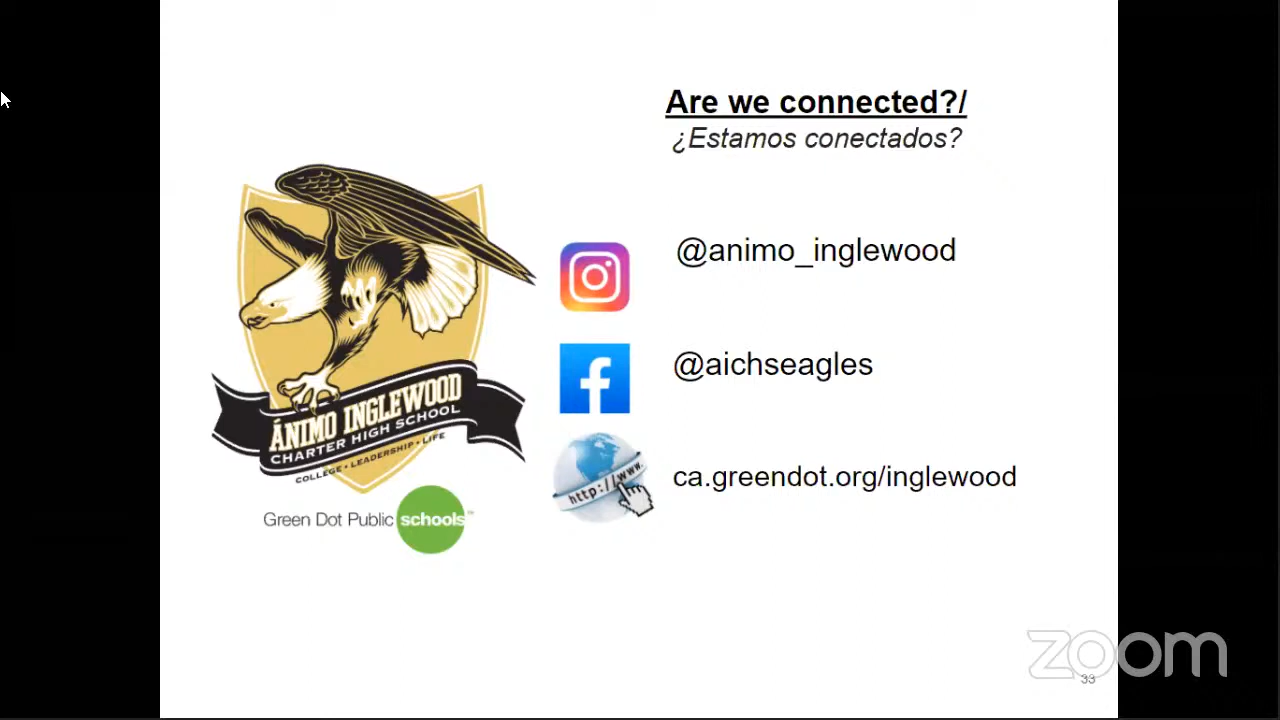 Are we connected?/
¿Estamos conectados?
@animo_inglewood
@aichseagles
ca.greendot.org/inglewood
ÁNIMO INGLEWOOD
CHARTER HIGH SCHOOL
COLLEGE • LEADERSHIP • LIFE
Green Dot Public schools™
http://www.
zoom
33